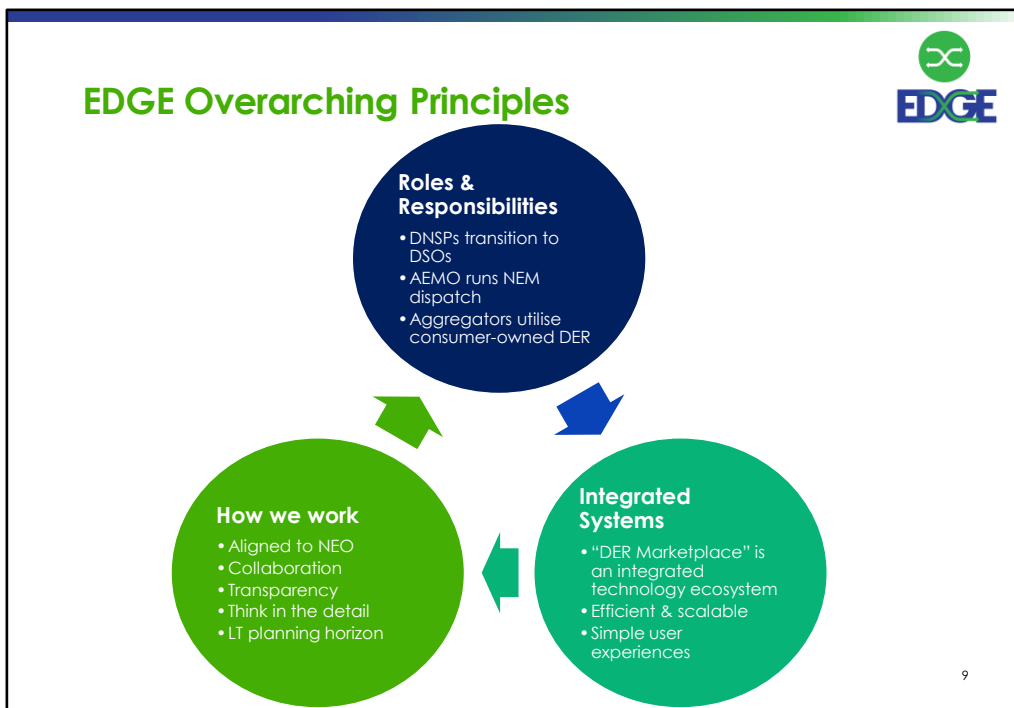 EDGE
EDGE Overarching Principles
Roles &
Responsibilities
• DNSPs transition to
DSOs
• AEMO runs NEM
dispatch
• Aggregators utilise
consumer-owned DER
Integrated
Systems
• “DER Marketplace” is
an integrated
technology ecosystem
• Efficient & scalable
• Simple user
experiences
How we work
• Aligned to NEO
• Collaboration
• Transparency
• Think in the detail
• LT planning horizon
9